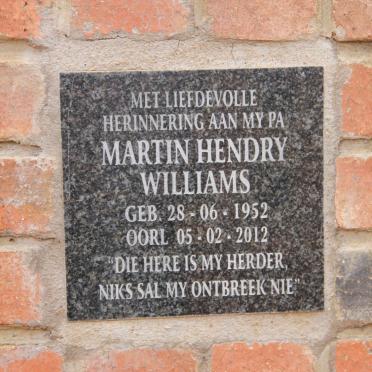 MET LIEFDEVOLLE
HERINNERING AAN MY PA
MARTIN HENDRY
WILLIAMS
GEB. 28 - 06 - 1952
OORL 05 - 02 - 2012
"DIE HERE IS MY HERDER,
NIKS SAL MY ONTBREEK NIE"